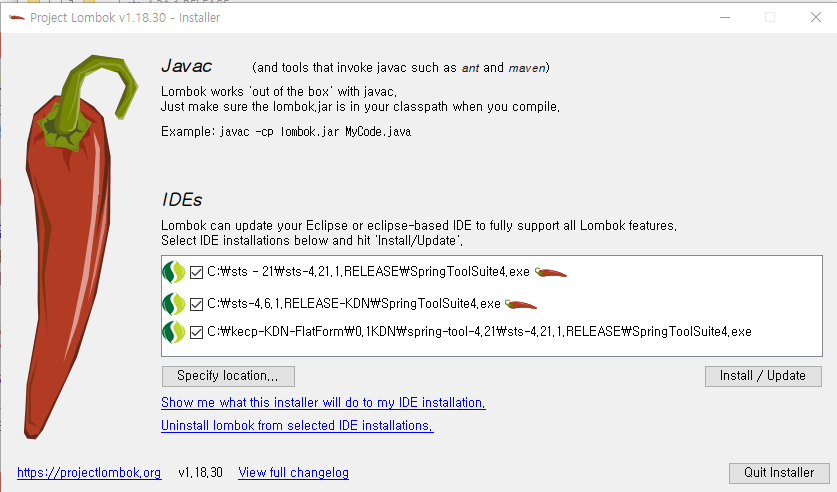 Project Lombok v1.18.30 - Installer
Javac (and tools that invoke javac such as ant and maven)
Lombok works 'out of the box' with javac.
Just make sure the lombok.jar is in your classpath when you compile.
Example: javac -cp lombok.jar MyCode.java
IDEs
Lombok can update your Eclipse or eclipse-based IDE to fully support all Lombok features.
Select IDE installations below and hit 'Install/Update'.
C:₩sts - 21₩sts-4.21.1.RELEASE₩SpringToolSuite4.exe
C:₩sts-4.6.1.RELEASE-KDN₩SpringToolSuite4.exe
C:₩kecp-KDN-FlatForm₩0.1KDN₩spring-tool-4.21₩sts-4.21.1.RELEASE₩SpringToolSuite4.exe
Specify location... Install / Update
Show me what this installer will do to my IDE installation.
Uninstall lombok from selected IDE installations.
https://projectlombok.org v1.18.30 View full changelog Quit Installer